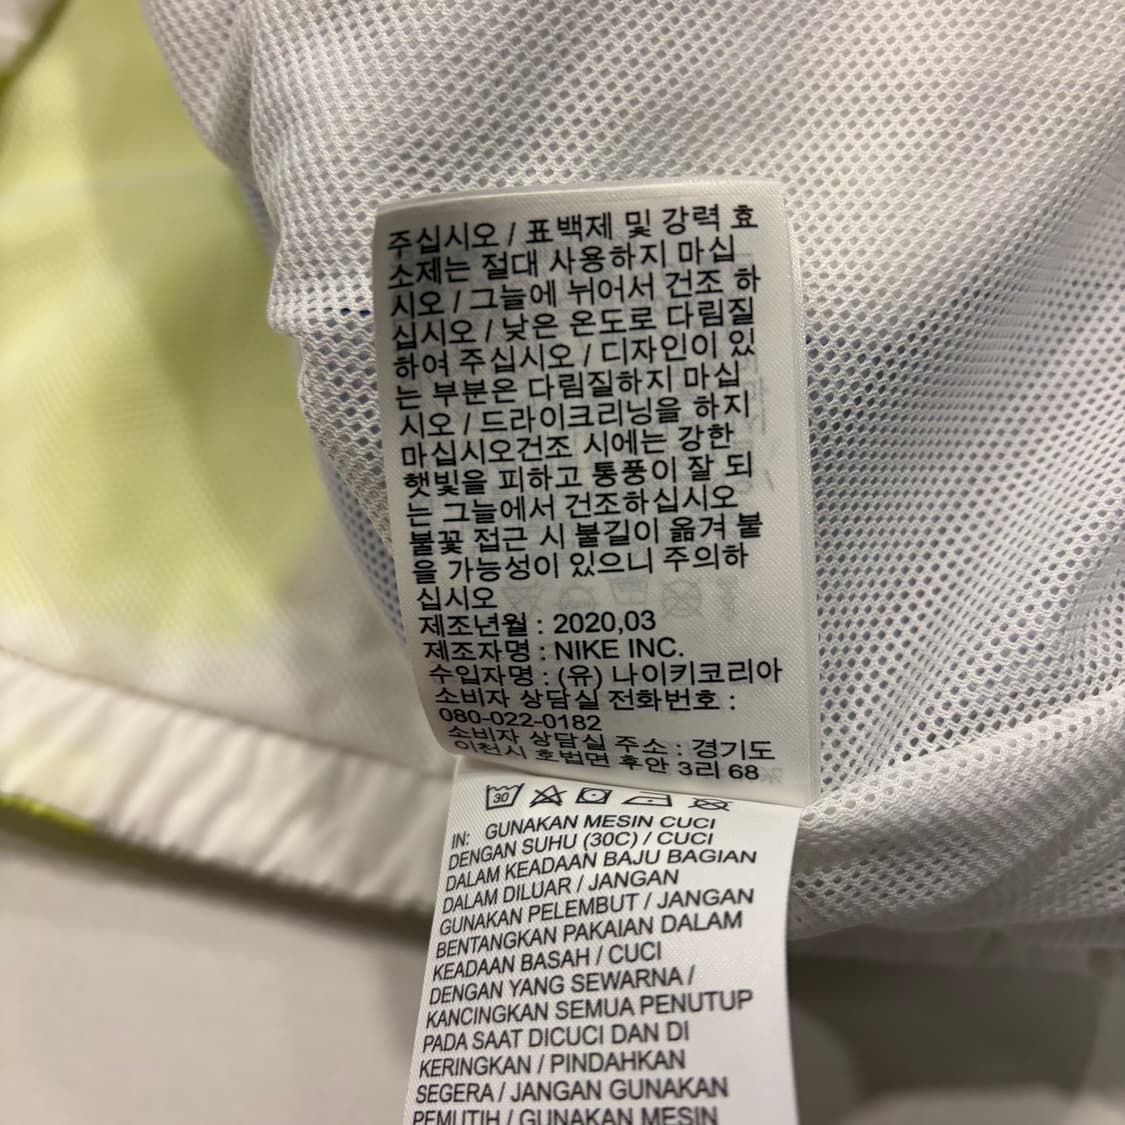 주십시오 / 표백제 및 강력 효
소제는 절대 사용하지 마십
시오 / 그늘에 뉘어서 건조 하
십시오 / 낮은 온도로 다림질
하여 주십시오 / 디자인이 있
는 부분은 다림질하지 마십
시오 / 드라이크리닝을 하지
마십시오건조 시에는 강한
햇빛을 피하고 통풍이 잘 되
는 그늘에서 건조하십시오
불꽃 접근 시 불길이 옮겨 붙
을 가능성이 있으니 주의하
십시오
제조년월 : 2020,03
제조자명 : NIKE INC.
수입자명 : (유) 나이키코리아
소비자 상담실 전화번호 :
080-022-0182
소비자 상담실 주소 : 경기도
이천시 호법면 후안 3리 68
30
IN: GUNAKAN MESIN CUCI
DENGAN SUHU (30C) / CUCI
DALAM KEADAAN BAJU BAGIAN
DALAM DILUAR / JANGAN
GUNAKAN PELEMBUT / JANGAN
BENTANGKAN PAKAIAN DALAM
KEADAAN BASAH / CUCI
DENGAN YANG SEWARNA /
KANCINGKAN SEMUA PENUTUP
PADA SAAT DICUCI DAN DI
KERINGKAN / PINDAHKAN
SEGERA / JANGAN GUNAKAN
PEMUTIH / GUNAKAN MESIN